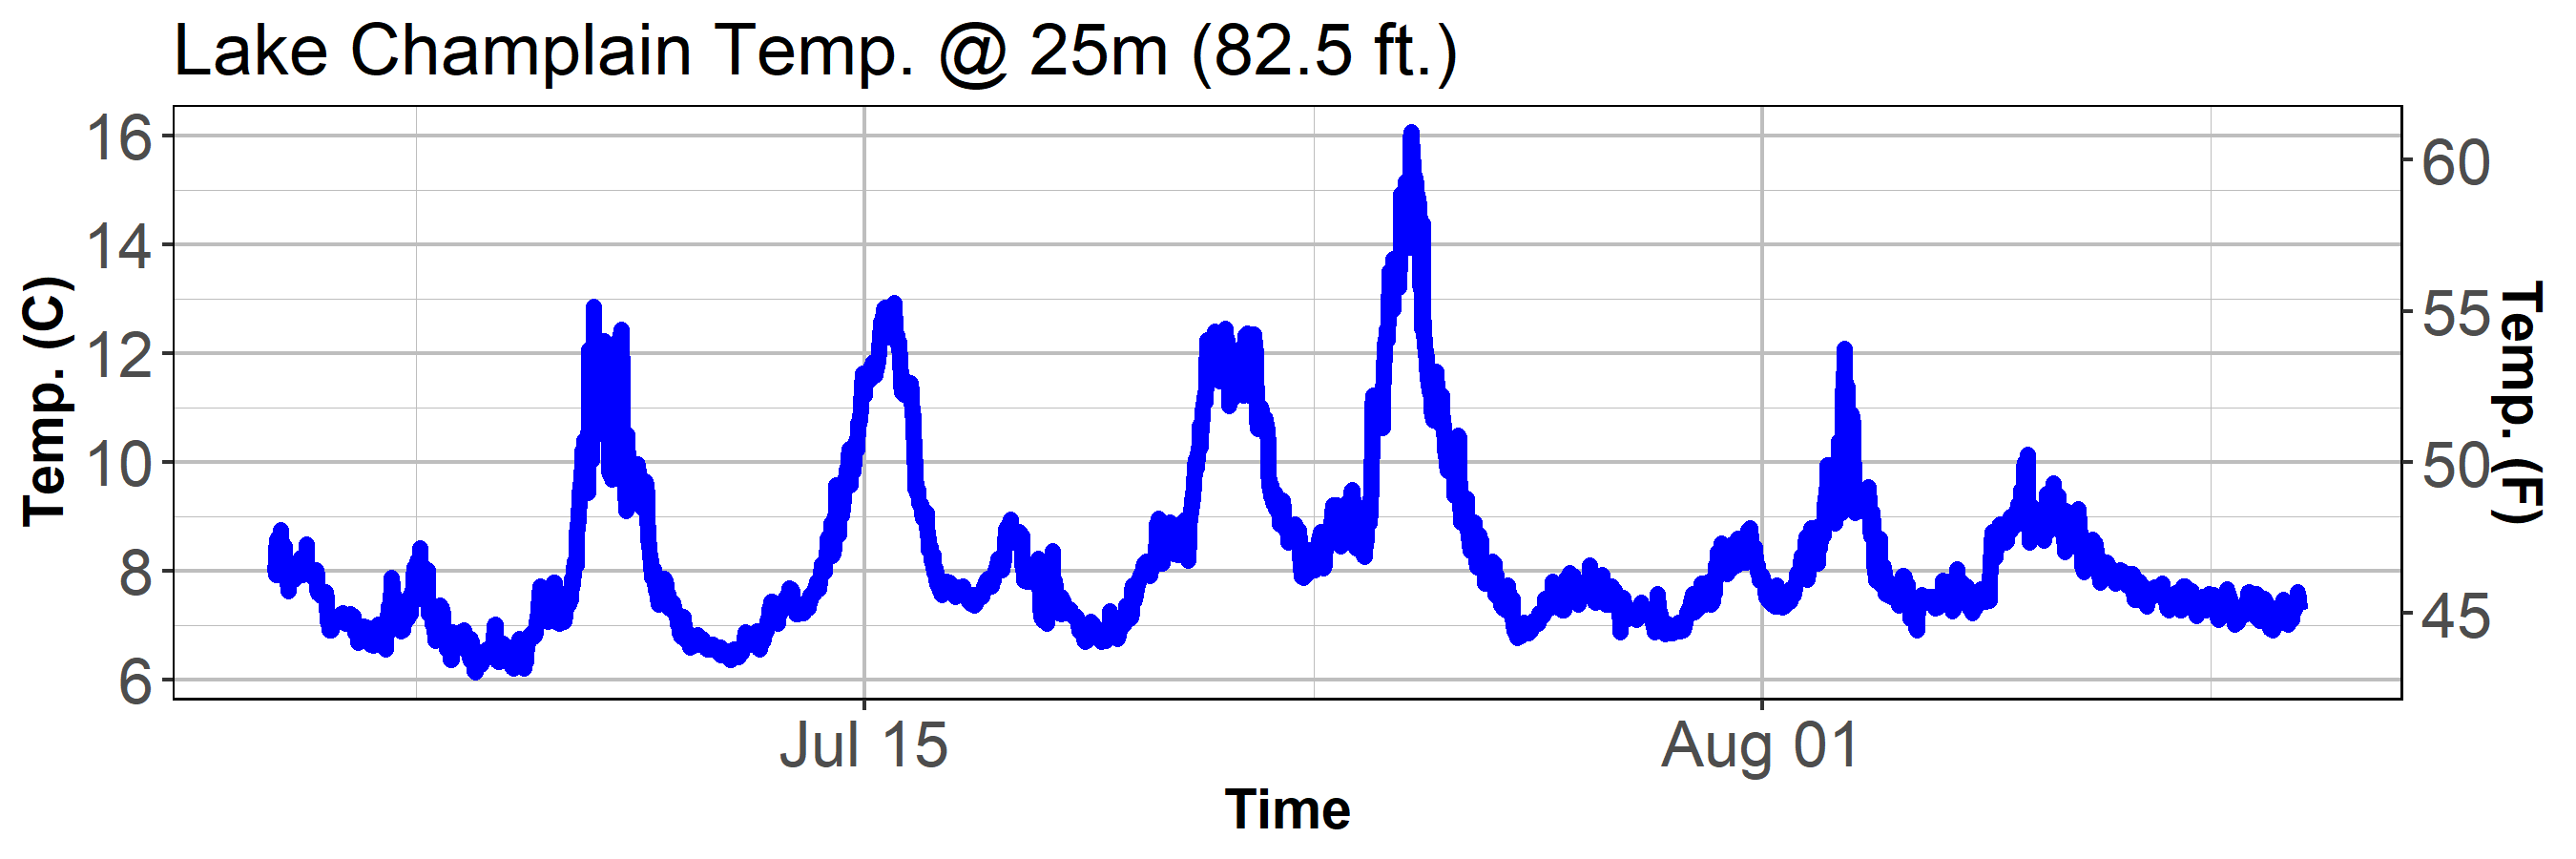 Lake Champlain Temp. @ 25m (82.5 ft.)
Temp. (C)
16
14
12
10
8
6
60
55
50
45
Temp. (F)
Jul 15
Aug 01
Time